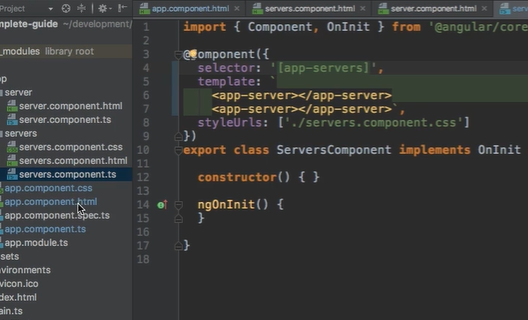 Project
app.component.html × servers.component.html × server.component.html ×
mplete-guide ~/development/
_modules library root
server
server.component.html
server.component.ts
servers
servers.component.css
servers.component.html
servers.component.ts
app.component.css
app.component.html
app.component.spec.ts
app.component.ts
app.module.ts
sets
nvironments
vicon.ico
dex.html
ain.ts
1 import { Component, OnInit } from '@angular/core
2
3 @Component({
4 selector: '[app-servers]',
5 template: `
6 <app-server></app-server>
7 <app-server></app-server>`,
8 styleUrls: ['./servers.component.css']
9 })
10 export class ServersComponent implements OnInit
11
12 constructor() { }
13
14 ngOnInit() {
15 }
16
17 }
18